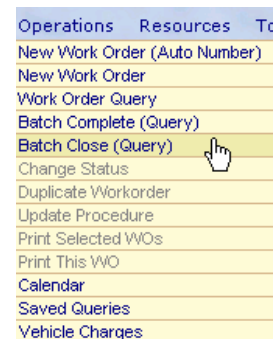 Operations Resources To
New Work Order (Auto Number)
New Work Order
Work Order Query
Batch Complete (Query)
Batch Close (Query)
Change Status
Duplicate Workorder
Update Procedure
Print Selected WOs
Print This WO
Calendar
Saved Queries
Vehicle Charges